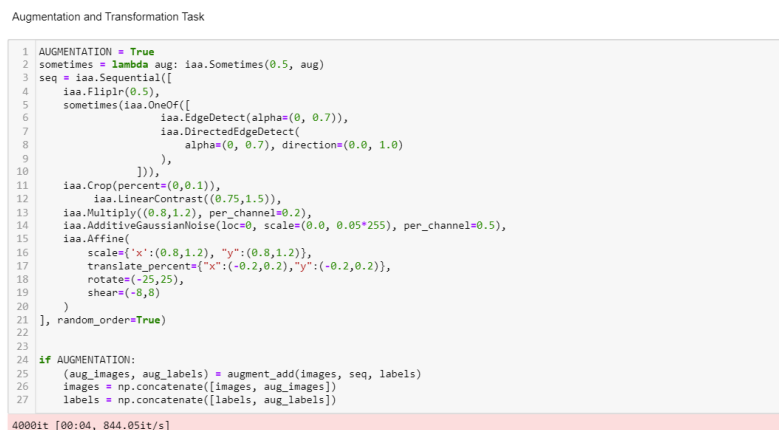 Augmentation and Transformation Task
1 AUGMENTATION = True
2 sometimes = lambda aug: iaa.Sometimes(0.5, aug)
3 seq = iaa.Sequential([
4     iaa.Fliplr(0.5),
5     sometimes(iaa.OneOf([
6                     iaa.EdgeDetect(alpha=(0, 0.7)),
7                     iaa.DirectedEdgeDetect(
8                         alpha=(0, 0.7), direction=(0.0, 1.0)
9                     ),
10                 ])),
11     iaa.Crop(percent=(0,0.1)),
12          iaa.LinearContrast((0.75,1.5)),
13     iaa.Multiply((0.8,1.2), per_channel=0.2),
14     iaa.AdditiveGaussianNoise(loc=0, scale=(0.0, 0.05*255), per_channel=0.5),
15     iaa.Affine(
16         scale={'x':(0.8,1.2), "y":(0.8,1.2)},
17         translate_percent={"x":(-0.2,0.2),"y":(-0.2,0.2)},
18         rotate=(-25,25),
19         shear=(-8,8)
20     )
21 ], random_order=True)
22
23
24 if AUGMENTATION:
25     (aug_images, aug_labels) = augment_add(images, seq, labels)
26     images = np.concatenate([images, aug_images])
27     labels = np.concatenate([labels, aug_labels])
4000it [00:04, 844.05it/s]